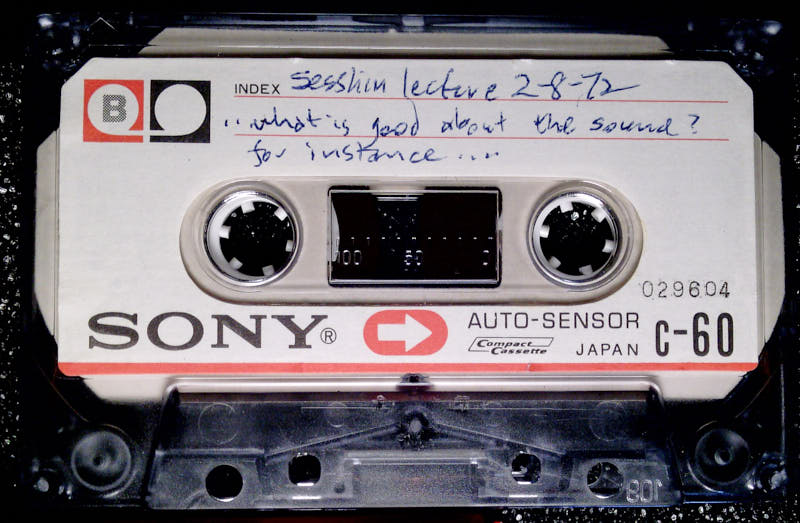 B
INDEX Sesshin lecture 2-8-72
..what is good about the sound?
for instance ....
100 50 0
029604
SONY® AUTO-SENSOR C-60
Compact Cassette JAPAN
108